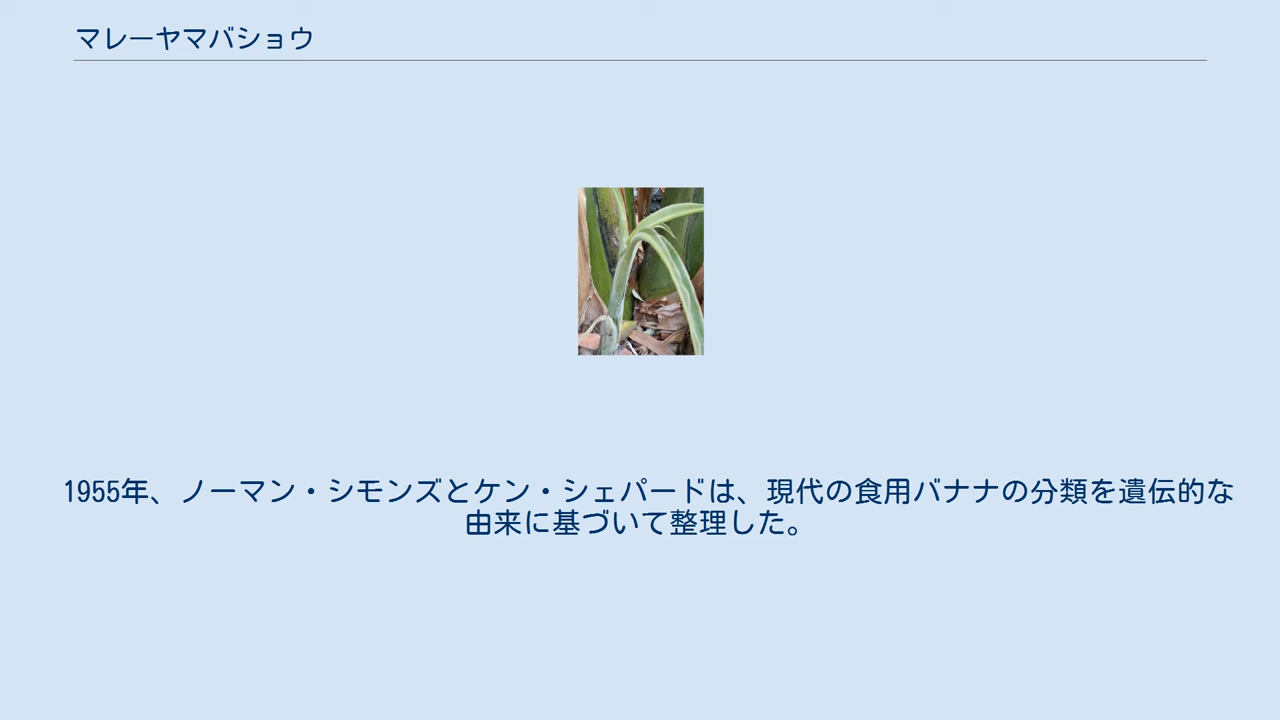 マレーヤマバショウ
1955年、ノーマン・シモンズとケン・シェパードは、現代の食用バナナの分類を遺伝的な
由来に基づいて整理した。